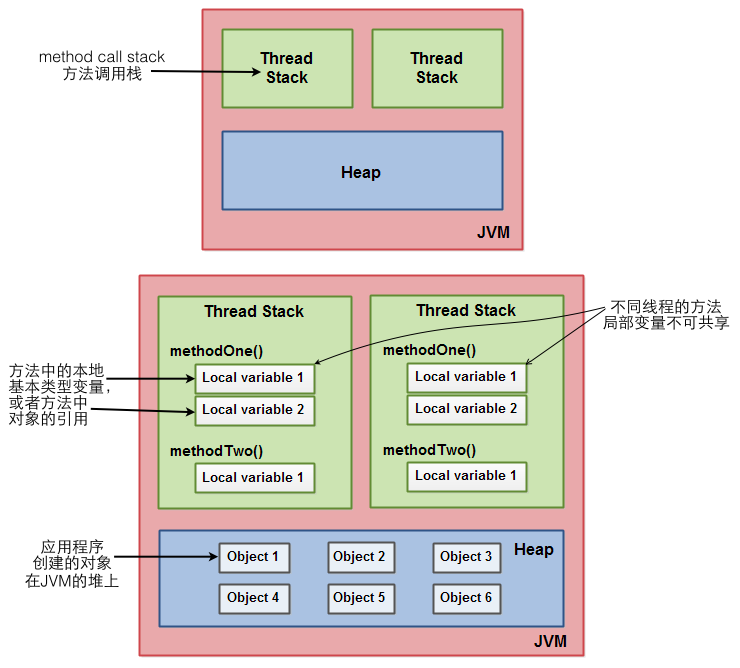 method call stack
方法调用栈
Thread
Stack
Thread
Stack
Heap
JVM
Thread Stack
Thread Stack
不同线程的方法
局部变量不可共享
methodOne()
methodOne()
方法中的本地
基本类型变量，
或者方法中
对象的引用
Local variable 1
Local variable 1
Local variable 2
Local variable 2
methodTwo()
methodTwo()
Local variable 1
Local variable 1
应用程序
创建的对象
在JVM的堆上
Heap
Object 1
Object 2
Object 3
Object 4
Object 5
Object 6
JVM